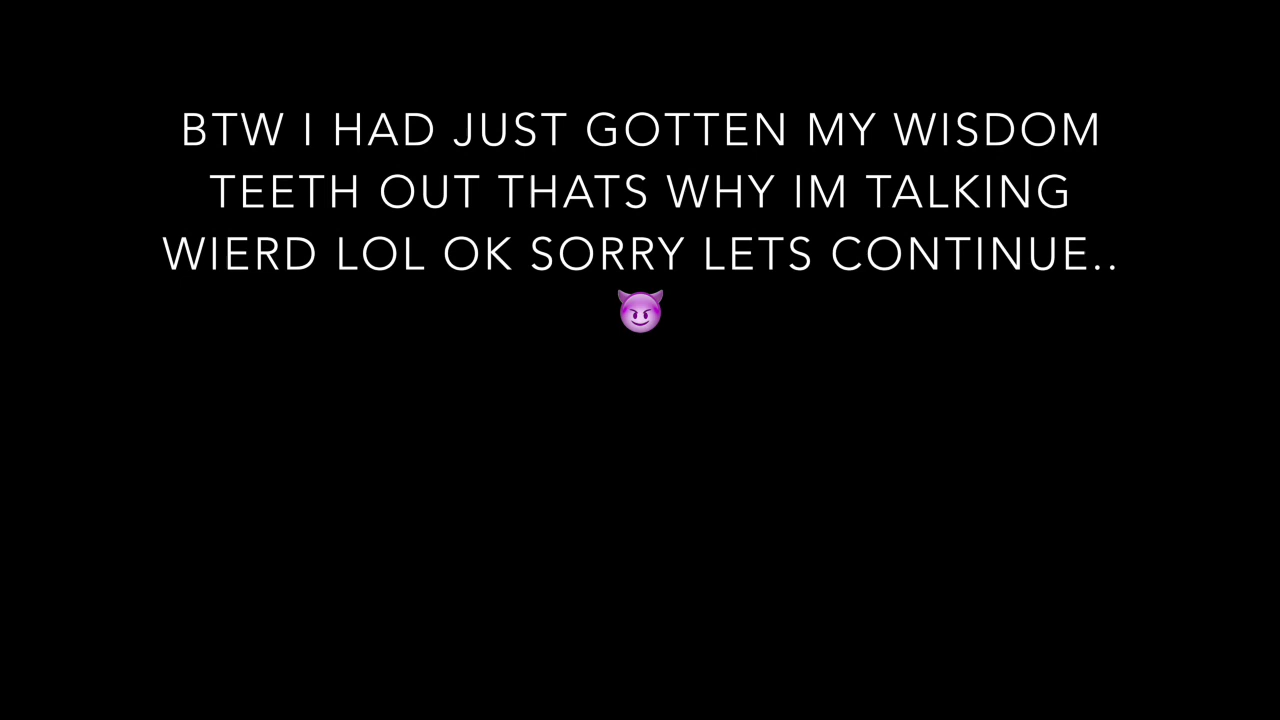 BTW I HAD JUST GOTTEN MY WISDOM
TEETH OUT THATS WHY IM TALKING
WIERD LOL OK SORRY LETS CONTINUE..
😈